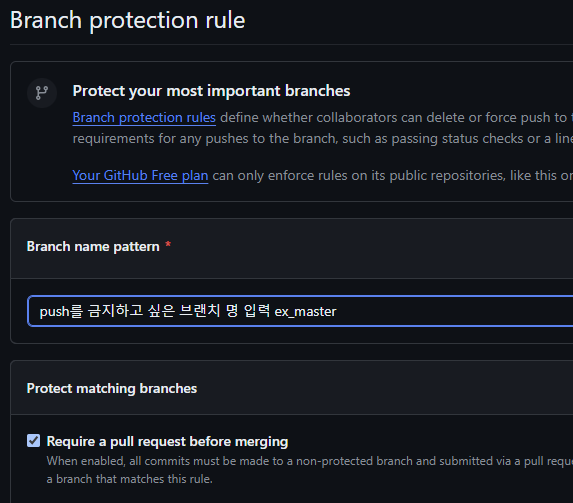 Branch protection rule
Protect your most important branches
Branch protection rules define whether collaborators can delete or force push to
requirements for any pushes to the branch, such as passing status checks or a
Your GitHub Free plan can only enforce rules on its public repositories, like this
Branch name pattern *
push를 금지하고 싶은 브랜치 명 입력 ex_master
Protect matching branches
Require a pull request before merging
When enabled, all commits must be made to a non-protected branch and submitted via a pull
a branch that matches this rule.